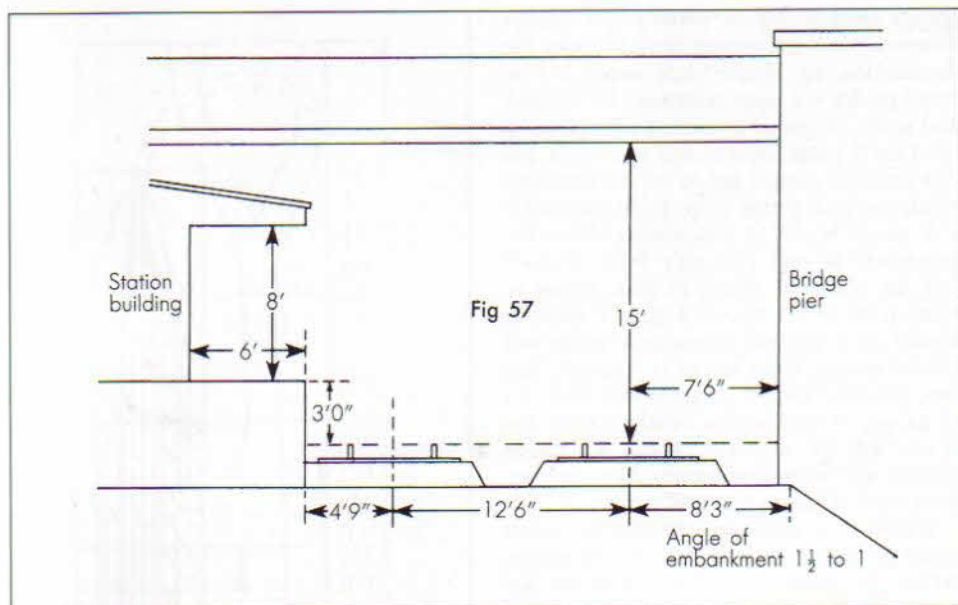 Station
building
8'
6'
Fig 57
15'
Bridge
pier
7'6"
3'0"
4'9"
12'6"
8'3"
Angle of
embankment 1½ to 1